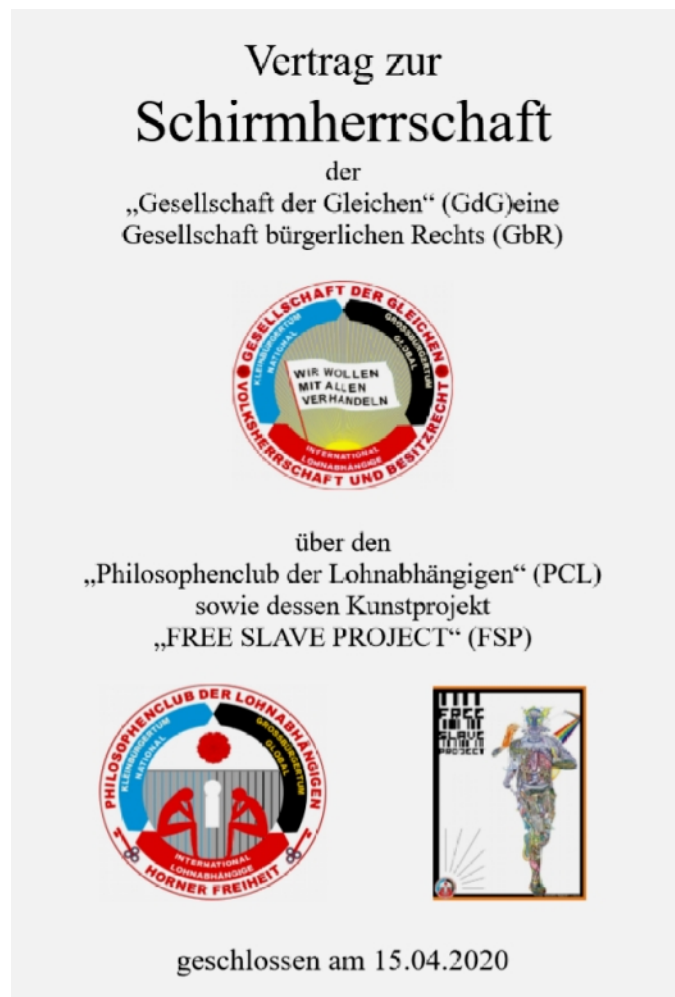 Vertrag zur
Schirmherrschaft
der
„Gesellschaft der Gleichen“ (GdG)eine
Gesellschaft bürgerlichen Rechts (GbR)
GESELLSCHAFT DER GLEICHEN
KLEINBÜRGERTUM
NATIONAL
GROSSBÜRGERTUM
GLOBAL
WIR WOLLEN
MIT ALLEN
VERHANDELN
INTERNATIONAL
LOHNABHÄNGIGE
VOLKSHERRSCHAFT UND BESITZRECHT
über den
„Philosophenclub der Lohnabhängigen“ (PCL)
sowie dessen Kunstprojekt
„FREE SLAVE PROJECT“ (FSP)
PHILOSOPHENCLUB DER LOHNABHÄNGIGEN
KLEINBÜRGERTUM
NATIONAL
GROSSBÜRGERTUM
GLOBAL
INTERNATIONAL
LOHNABHÄNGIGE
HORNER FREIHEIT
FREE
SLAVE
PROJECT
geschlossen am 15.04.2020